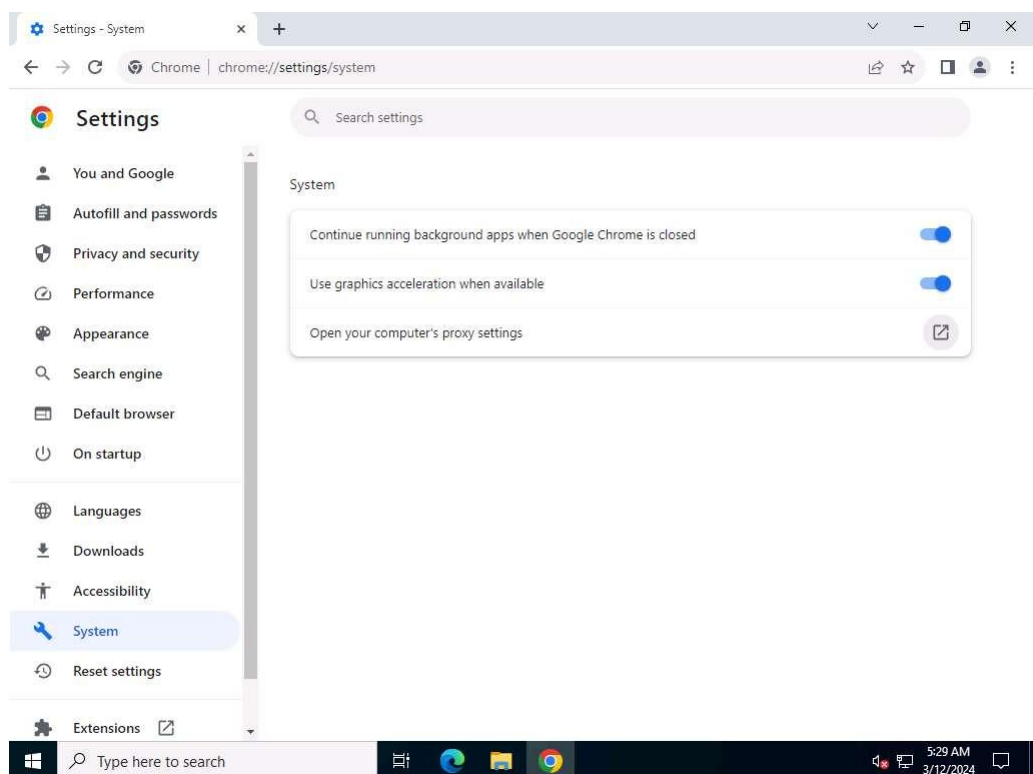 Settings - System
Chrome | chrome://settings/system
Settings
Search settings
You and Google
Autofill and passwords
Privacy and security
Performance
Appearance
Search engine
Default browser
On startup
Languages
Downloads
Accessibility
System
Reset settings
Extensions
System
Continue running background apps when Google Chrome is closed
Use graphics acceleration when available
Open your computer's proxy settings
Type here to search
5:29 AM
3/12/2024